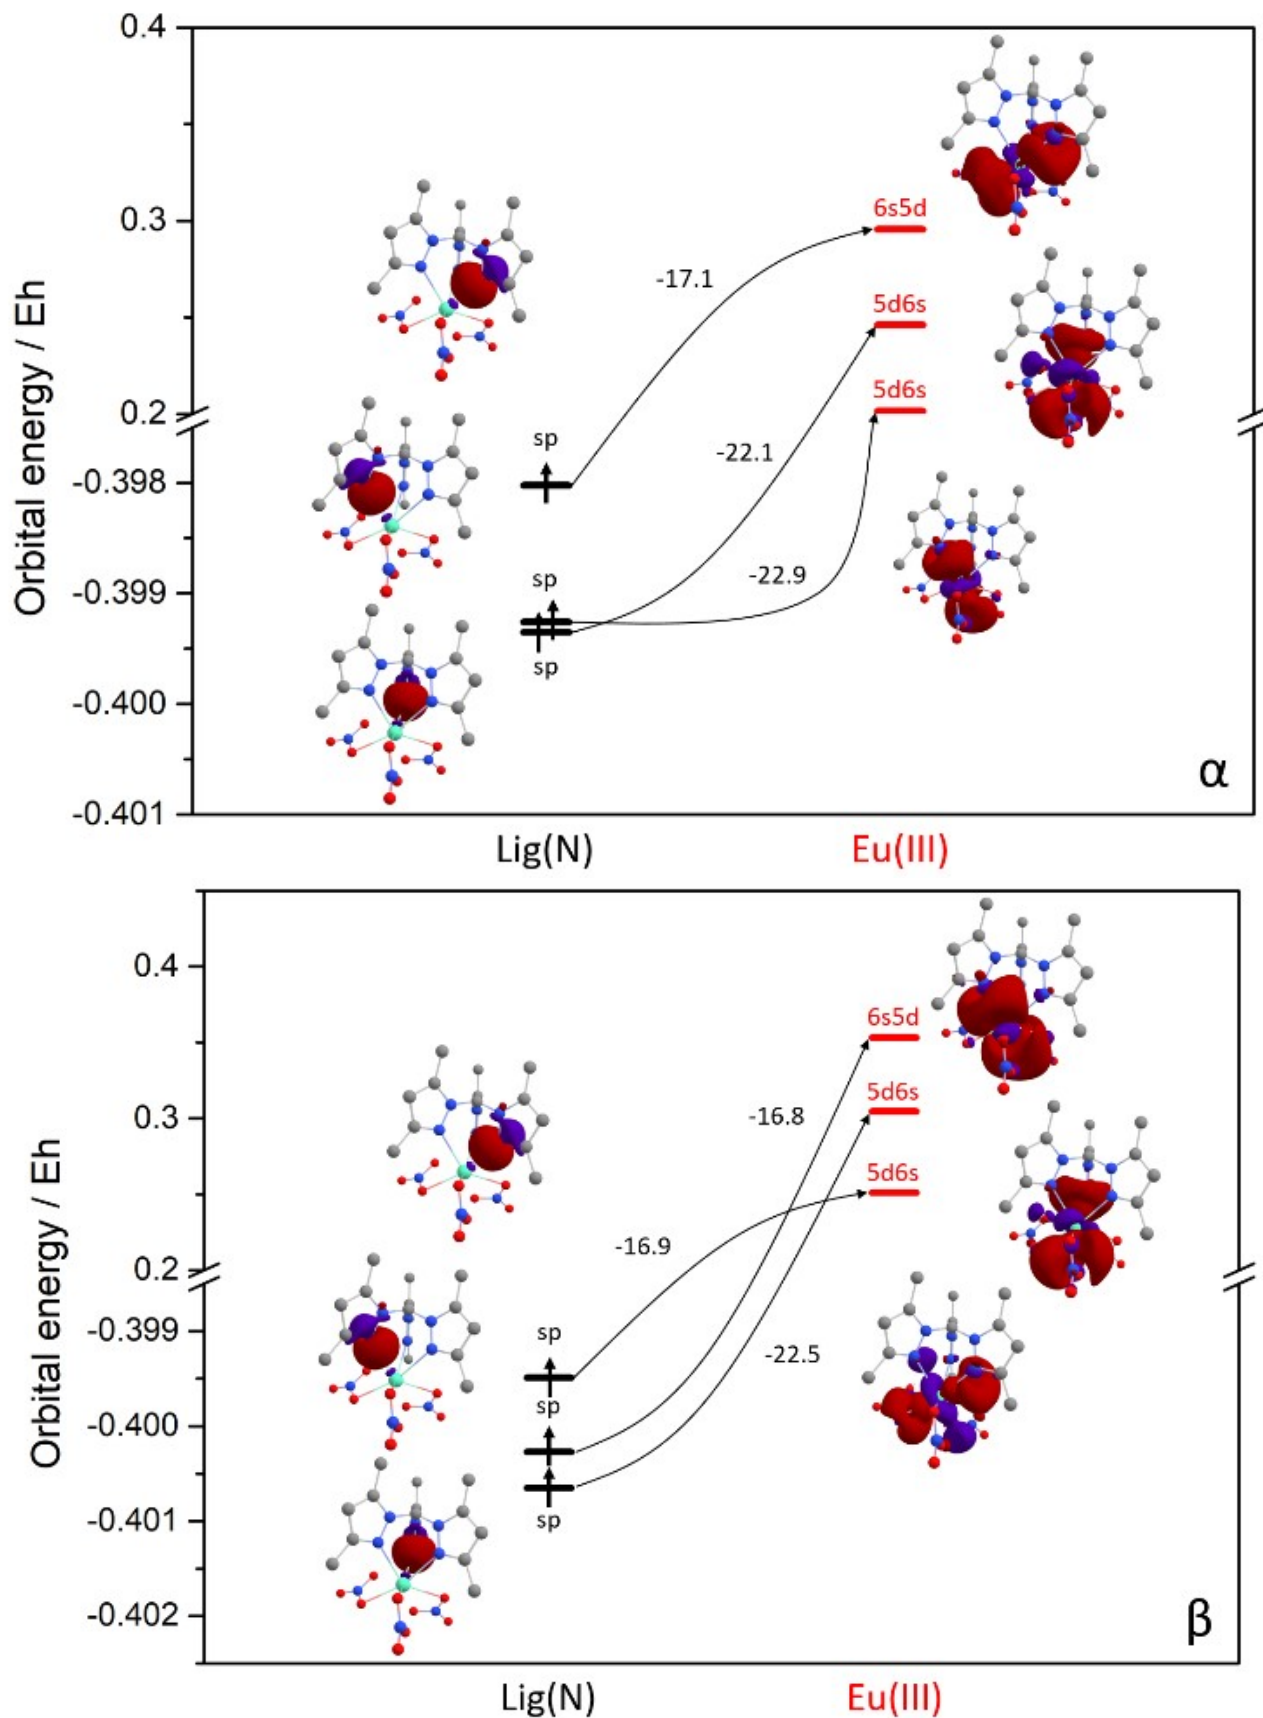 0.4
0.3
0.2
-0.398
-0.399
-0.400
-0.401
Orbital energy / Eh
6s5d
-17.1
5d6s
5d6s
sp
-22.1
sp
-22.9
sp
α
Lig(N)
Eu(III)
0.4
0.3
0.2
-0.399
-0.400
-0.401
-0.402
Orbital energy / Eh
6s5d
-16.8
5d6s
5d6s
-16.9
sp
-22.5
sp
sp
β
Lig(N)
Eu(III)